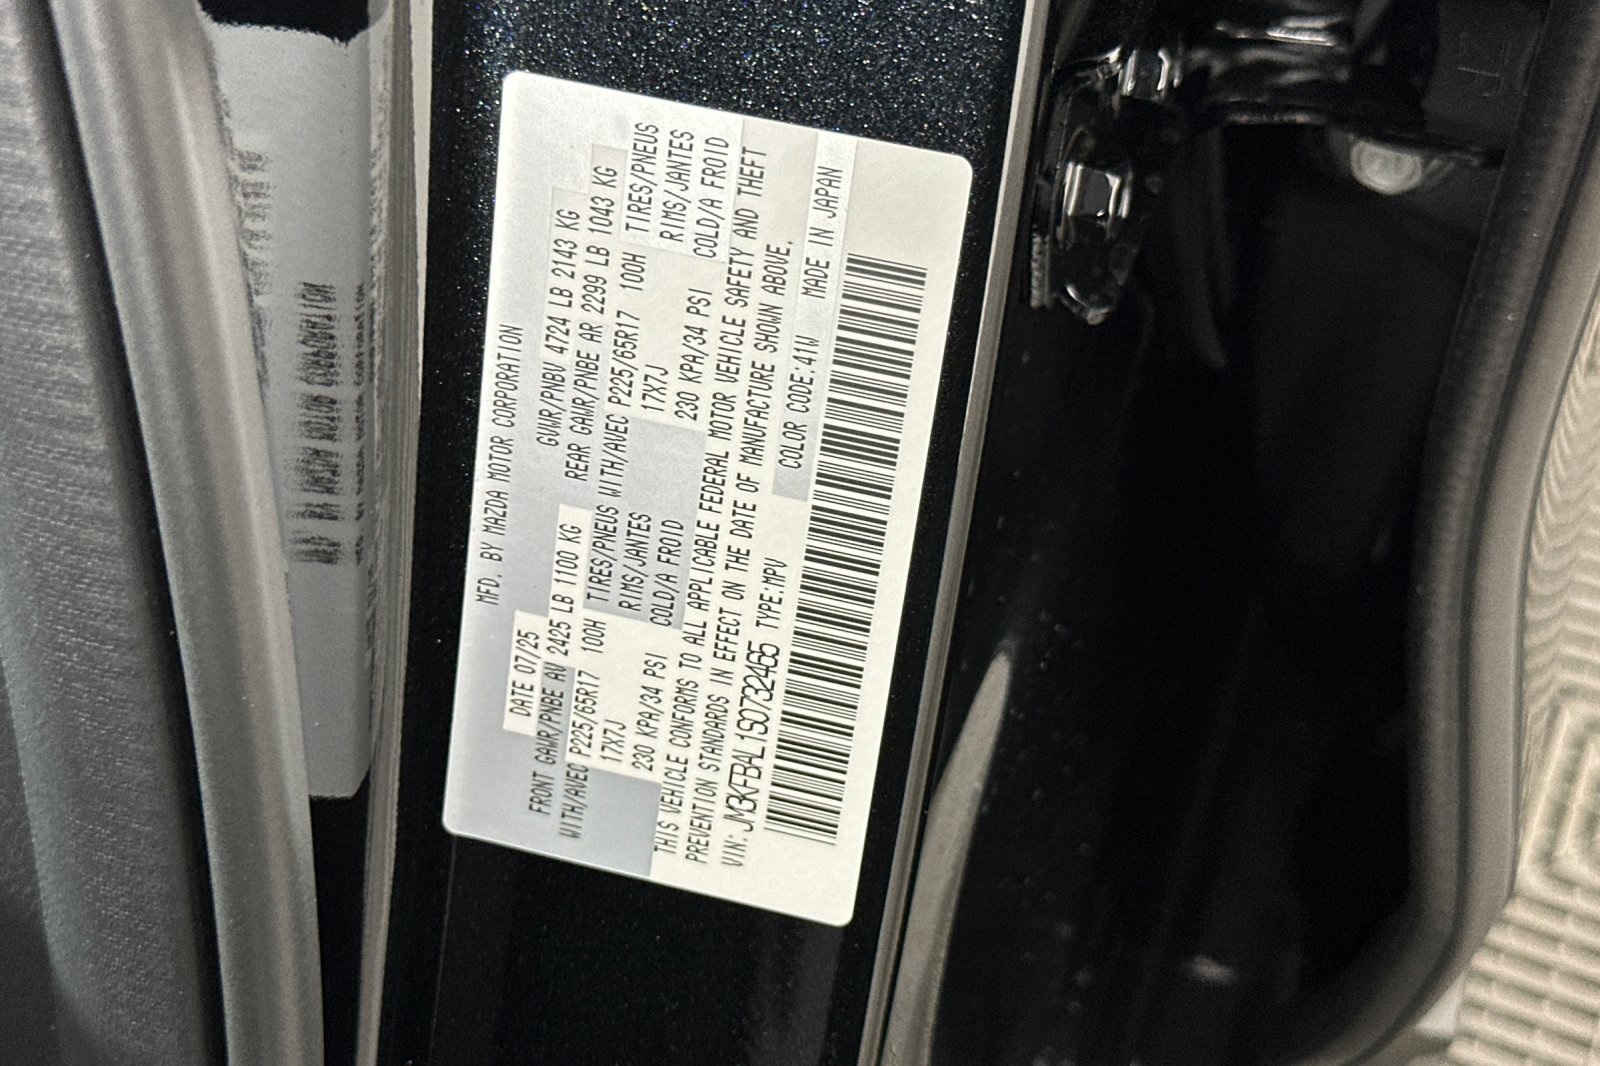 MFD. BY MAZDA MOTOR CORPORATION
DATE 07/25 GVWR/PNBV 4724 LB 2143 KG
FRONT GAWR/PNBE AV 2425 LB 1100 KG REAR GAWR/PNBE AR 2299 LB 1043 KG
WITH/AVEC P225/65R17 100H TIRES/PNEUS WITH/AVEC P225/65R17 100H TIRES/PNEUS
17X7J RIMS/JANTES 17X7J RIMS/JANTES
230 KPA/34 PSI COLD/A FROID 230 KPA/34 PSI COLD/A FROID
THIS VEHICLE CONFORMS TO ALL APPLICABLE FEDERAL MOTOR VEHICLE SAFETY AND THEFT
PREVENTION STANDARDS IN EFFECT ON THE DATE OF MANUFACTURE SHOWN ABOVE.
VIN: JM3KFBAL1S0732465 TYPE:MPV COLOR CODE:41W MADE IN JAPAN